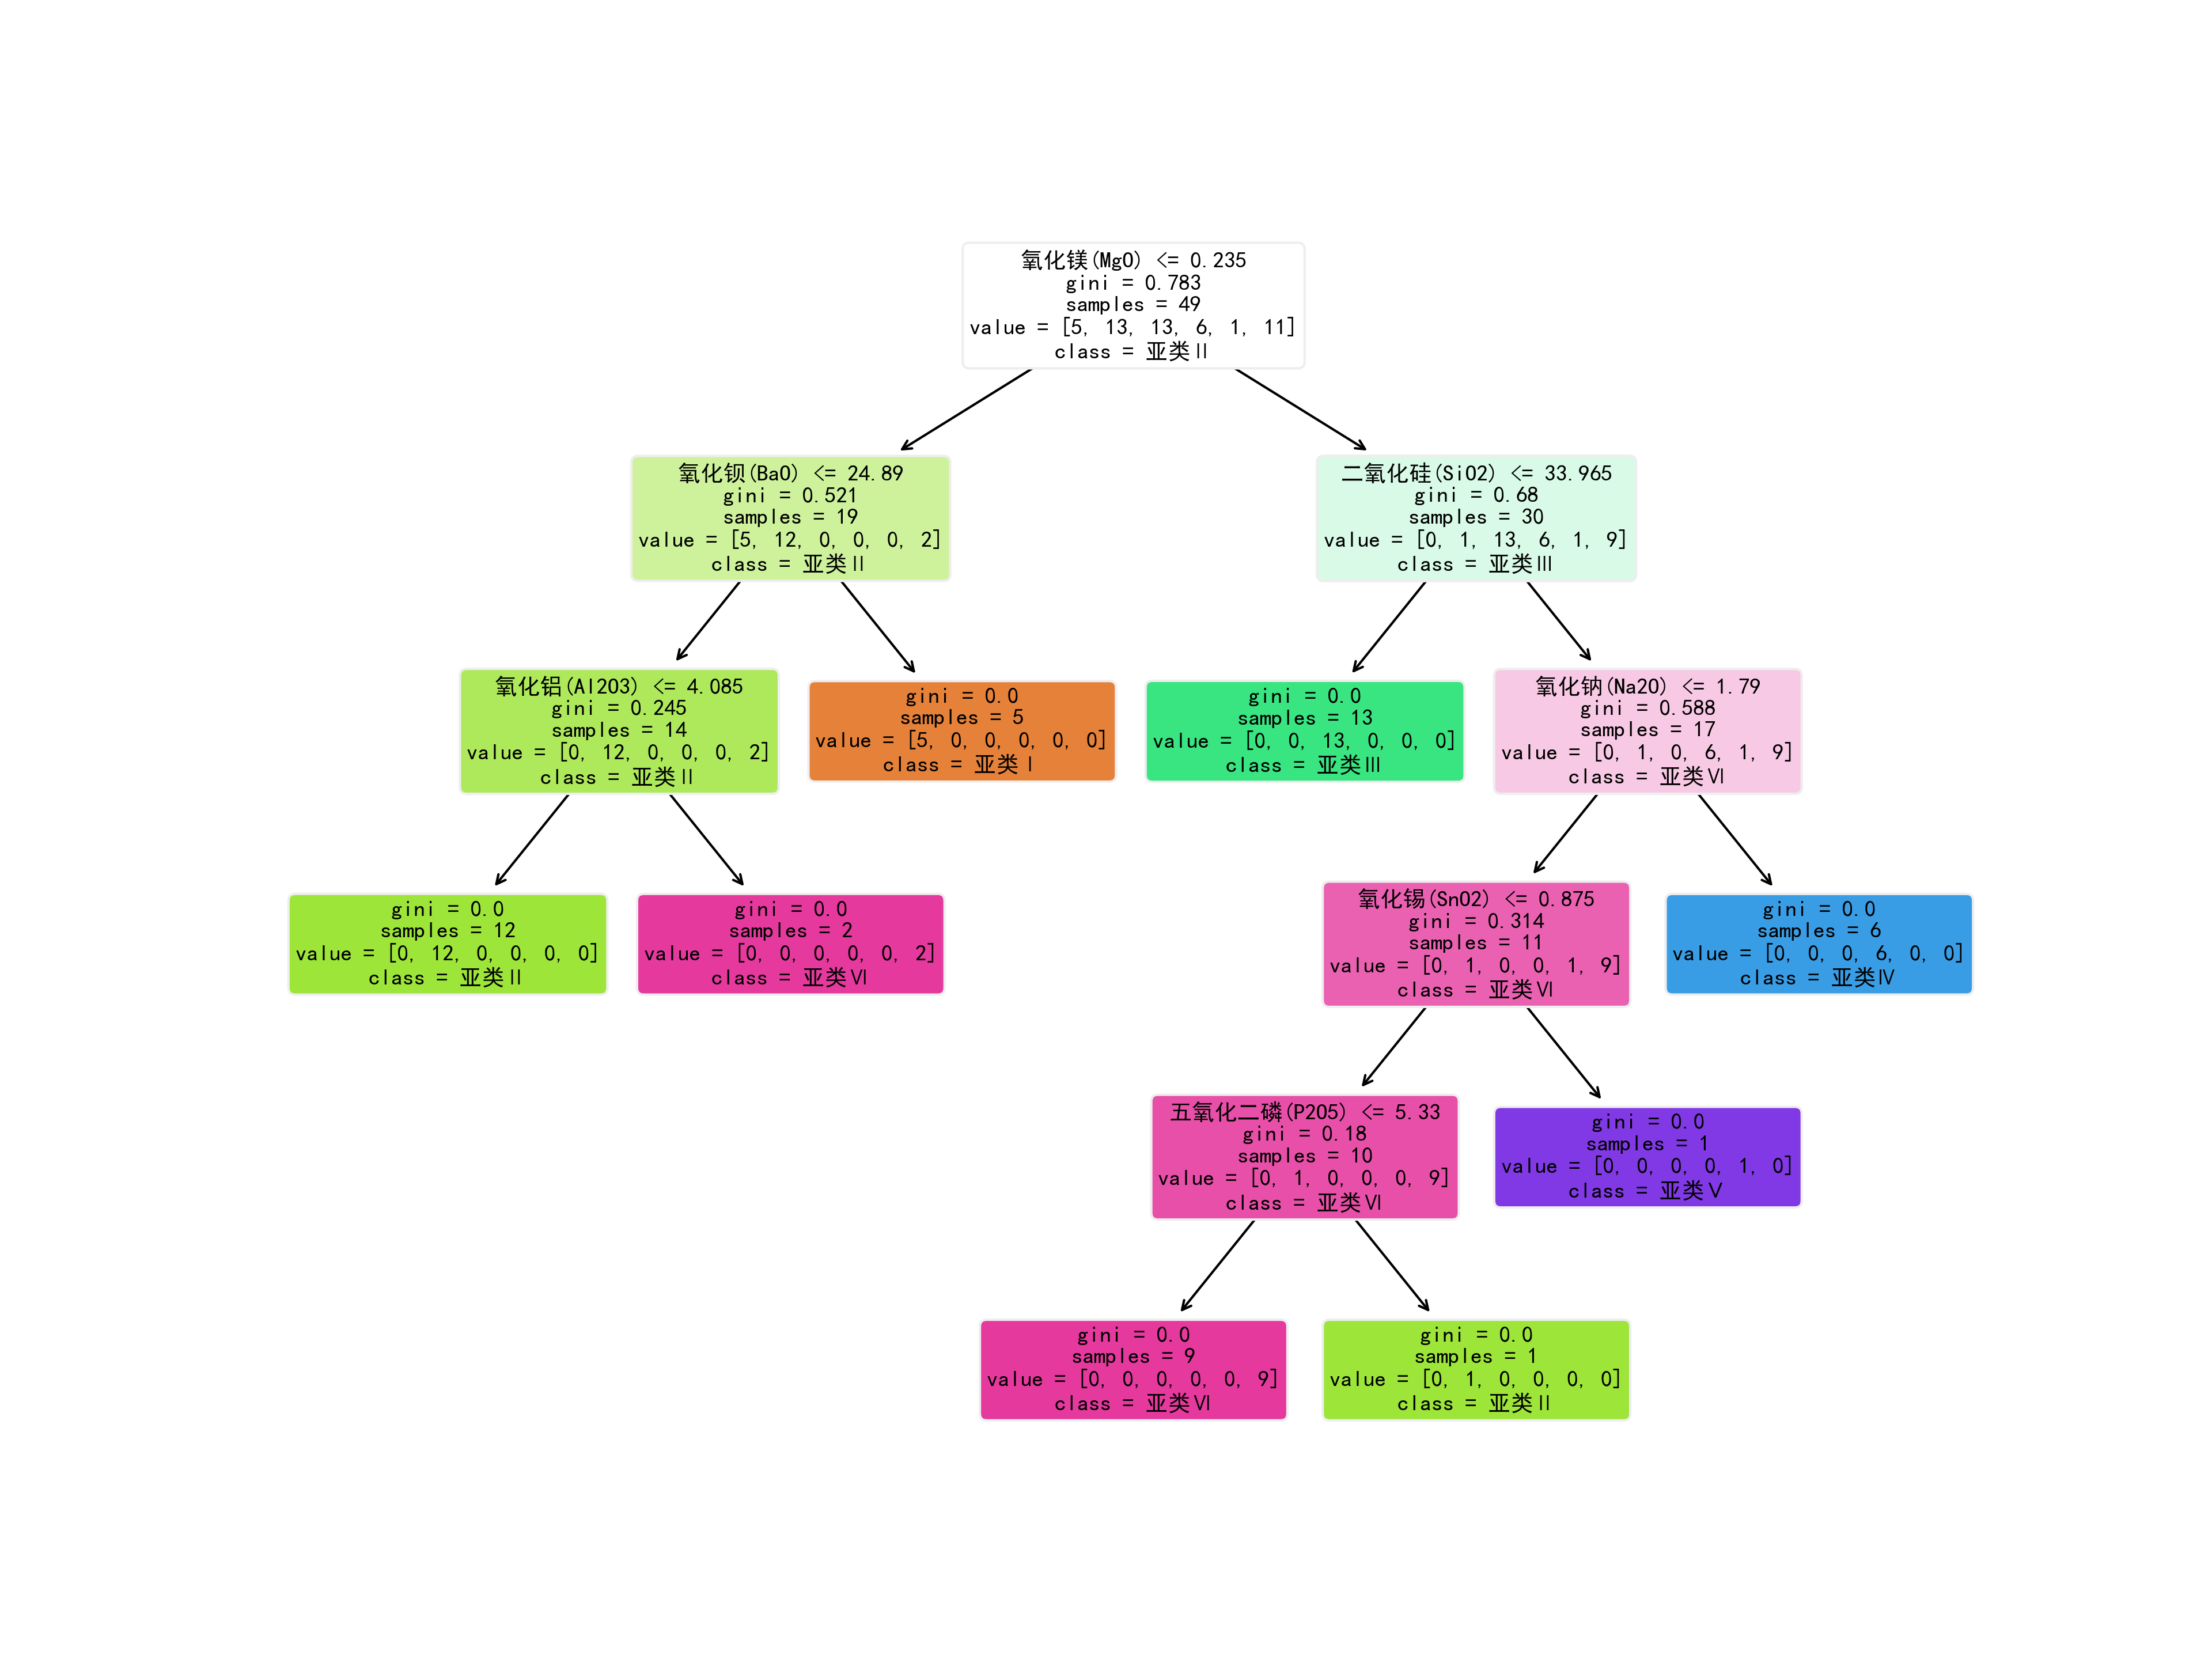 氧化镁(MgO) <= 0.235
gini = 0.783
samples = 49
value = [5, 13, 13, 6, 1, 11]
class = 亚类Ⅱ
氧化钡(BaO) <= 24.89
gini = 0.521
samples = 19
value = [5, 12, 0, 0, 0, 2]
class = 亚类Ⅱ
二氧化硅(SiO2) <= 33.965
gini = 0.68
samples = 30
value = [0, 1, 13, 6, 1, 9]
class = 亚类Ⅲ
氧化铝(Al2O3) <= 4.085
gini = 0.245
samples = 14
value = [0, 12, 0, 0, 0, 2]
class = 亚类Ⅱ
gini = 0.0
samples = 5
value = [5, 0, 0, 0, 0, 0]
class = 亚类Ⅰ
gini = 0.0
samples = 13
value = [0, 0, 13, 0, 0, 0]
class = 亚类Ⅲ
氧化钠(Na2O) <= 1.79
gini = 0.588
samples = 17
value = [0, 1, 0, 6, 1, 9]
class = 亚类Ⅵ
gini = 0.0
samples = 12
value = [0, 12, 0, 0, 0, 0]
class = 亚类Ⅱ
gini = 0.0
samples = 2
value = [0, 0, 0, 0, 0, 2]
class = 亚类Ⅵ
氧化锡(SnO2) <= 0.875
gini = 0.314
samples = 11
value = [0, 1, 0, 0, 1, 9]
class = 亚类Ⅵ
gini = 0.0
samples = 6
value = [0, 0, 0, 6, 0, 0]
class = 亚类Ⅳ
五氧化二磷(P2O5) <= 5.33
gini = 0.18
samples = 10
value = [0, 1, 0, 0, 0, 9]
class = 亚类Ⅵ
gini = 0.0
samples = 1
value = [0, 0, 0, 0, 1, 0]
class = 亚类Ⅴ
gini = 0.0
samples = 9
value = [0, 0, 0, 0, 0, 9]
class = 亚类Ⅵ
gini = 0.0
samples = 1
value = [0, 1, 0, 0, 0, 0]
class = 亚类Ⅱ